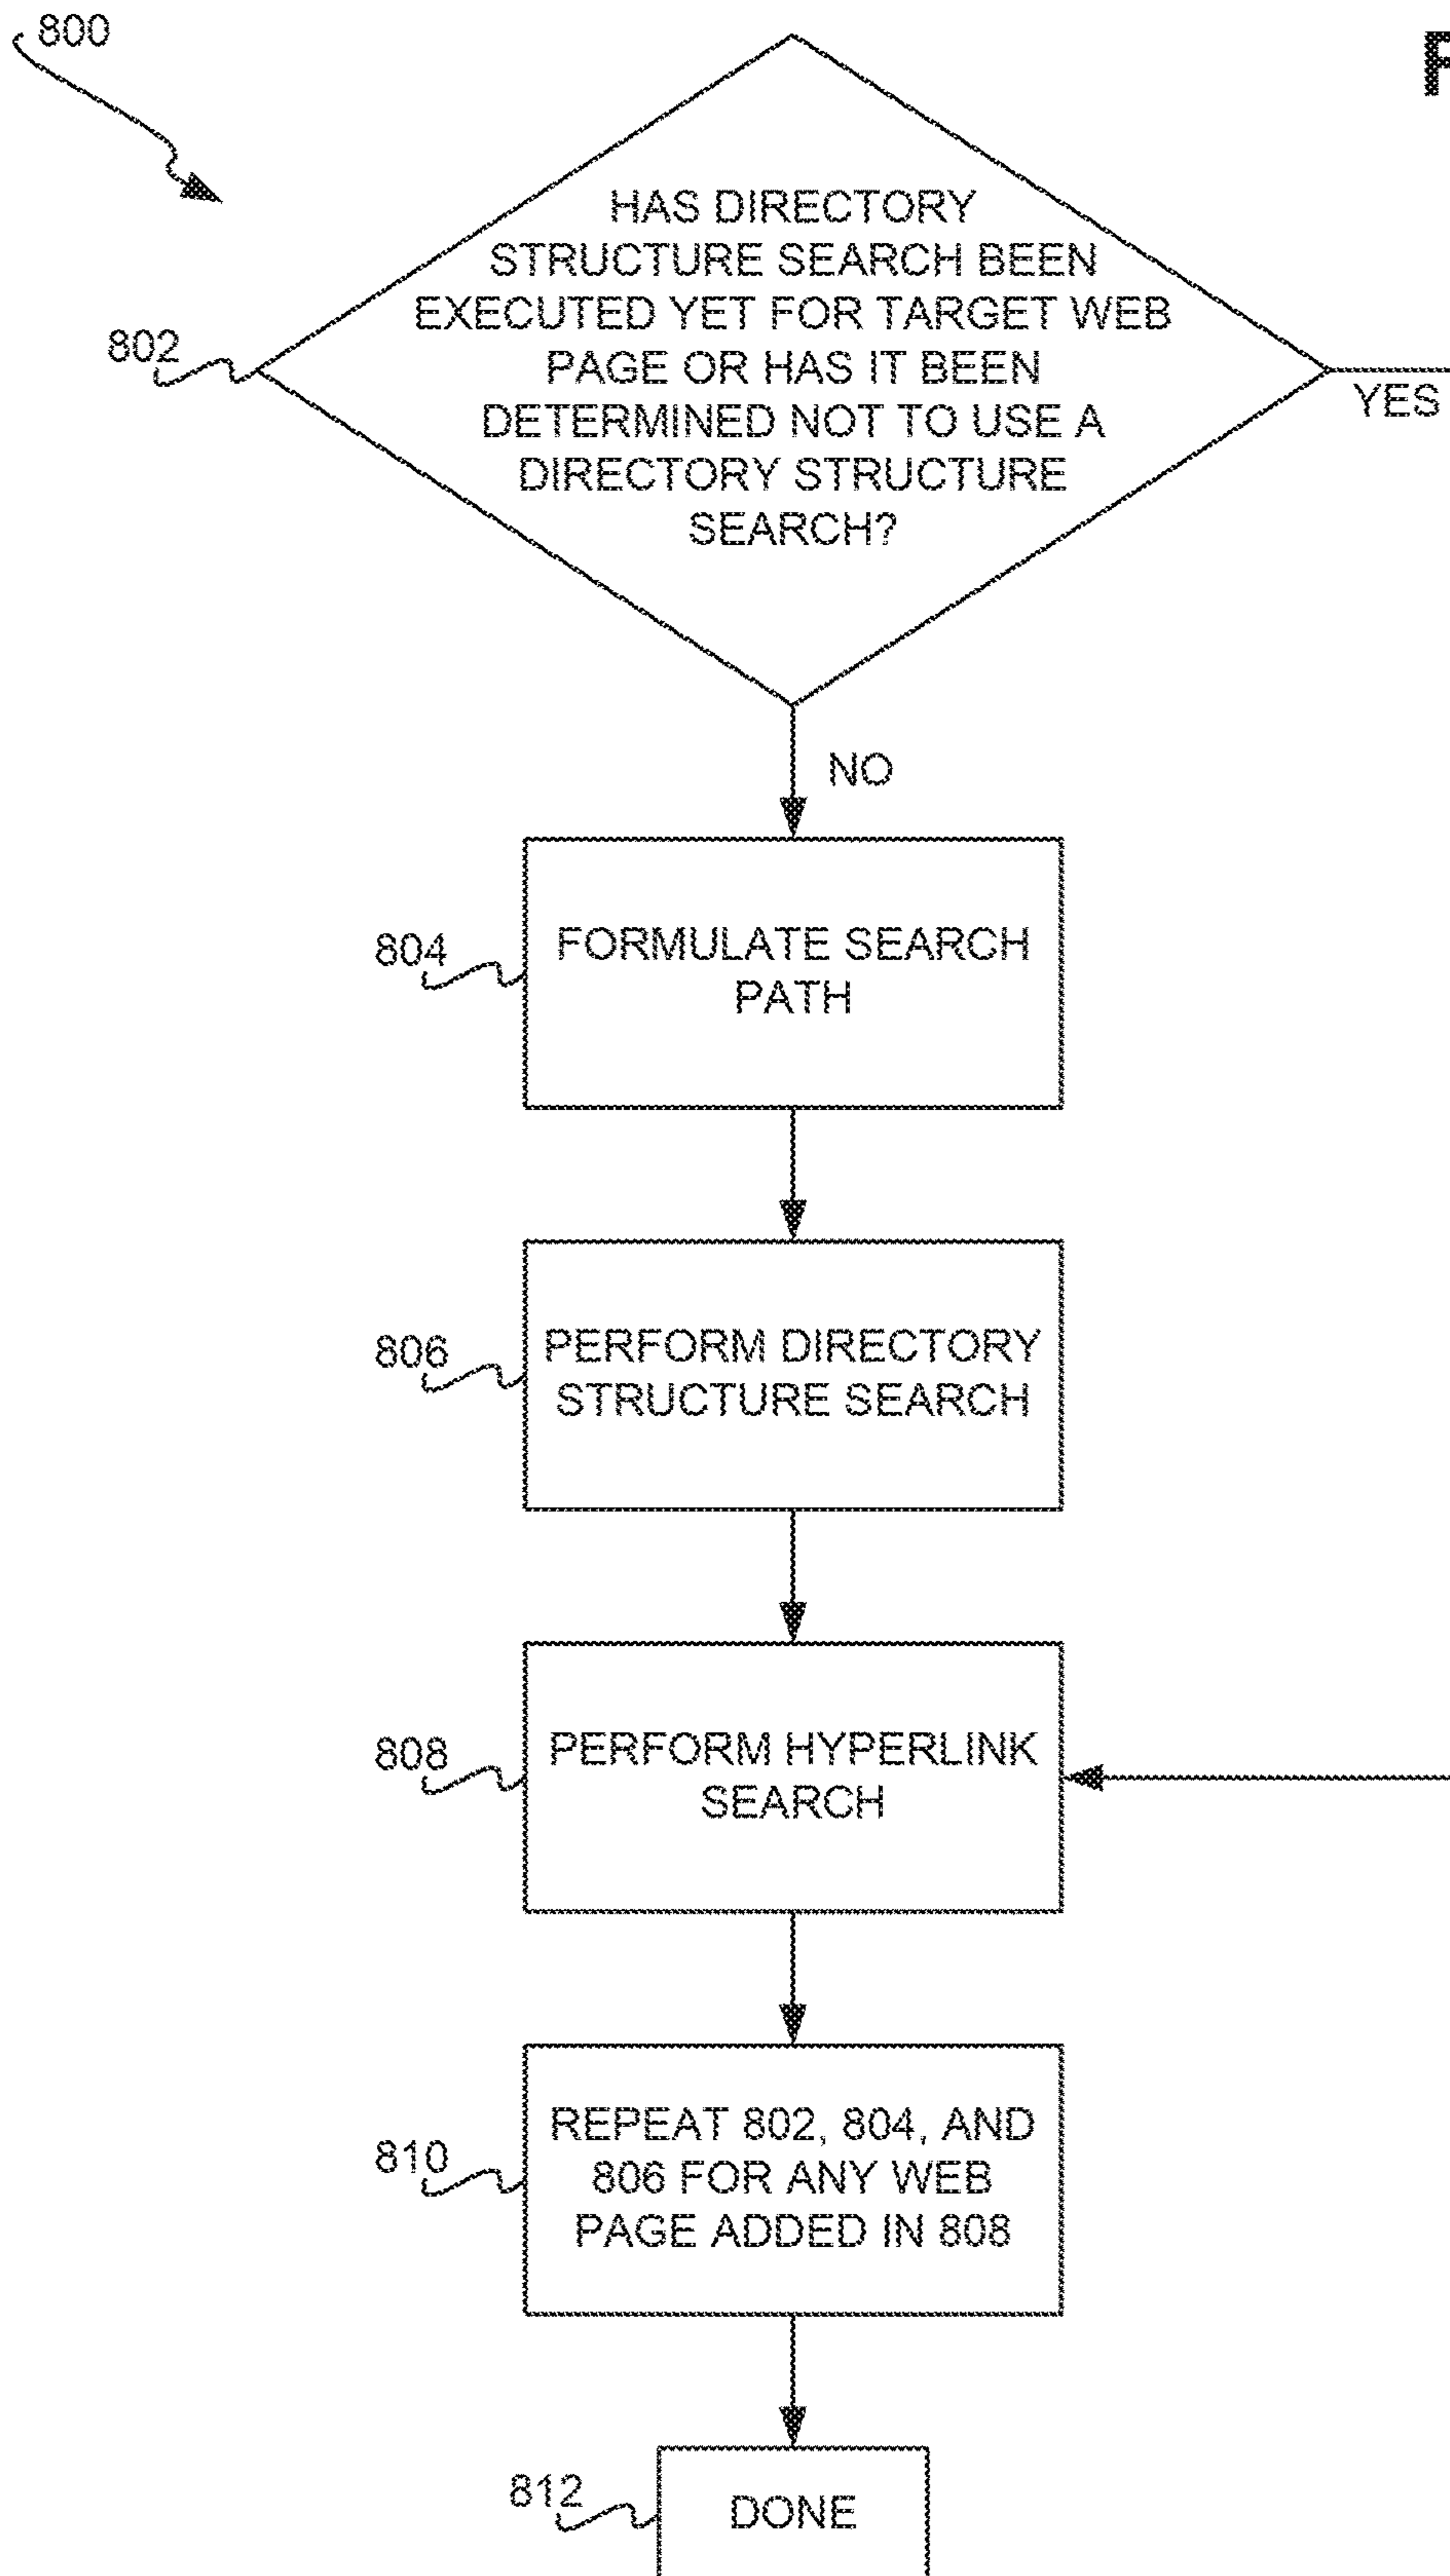 800
HAS DIRECTORY
STRUCTURE SEARCH BEEN
EXECUTED YET FOR TARGET WEB
PAGE OR HAS IT BEEN
DETERMINED NOT TO USE A
DIRECTORY STRUCTURE
SEARCH?
802
YES
NO
804
FORMULATE SEARCH
PATH
806
PERFORM DIRECTORY
STRUCTURE SEARCH
808
PERFORM HYPERLINK
SEARCH
810
REPEAT 802, 804, AND
806 FOR ANY WEB
PAGE ADDED IN 808
812
DONE